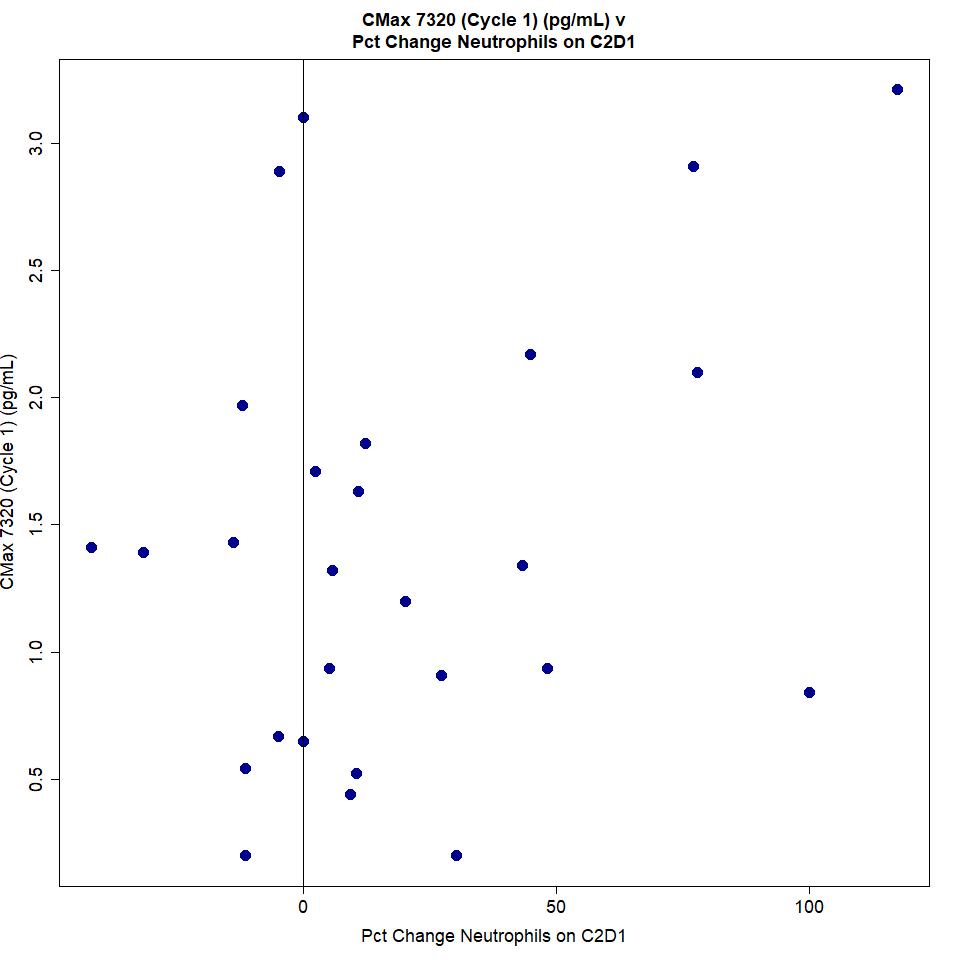 CMax 7320 (Cycle 1) (pg/mL) v
Pct Change Neutrophils on C2D1
CMax 7320 (Cycle 1) (pg/mL)
3.0
2.5
2.0
1.5
1.0
0.5
0 50 100
Pct Change Neutrophils on C2D1